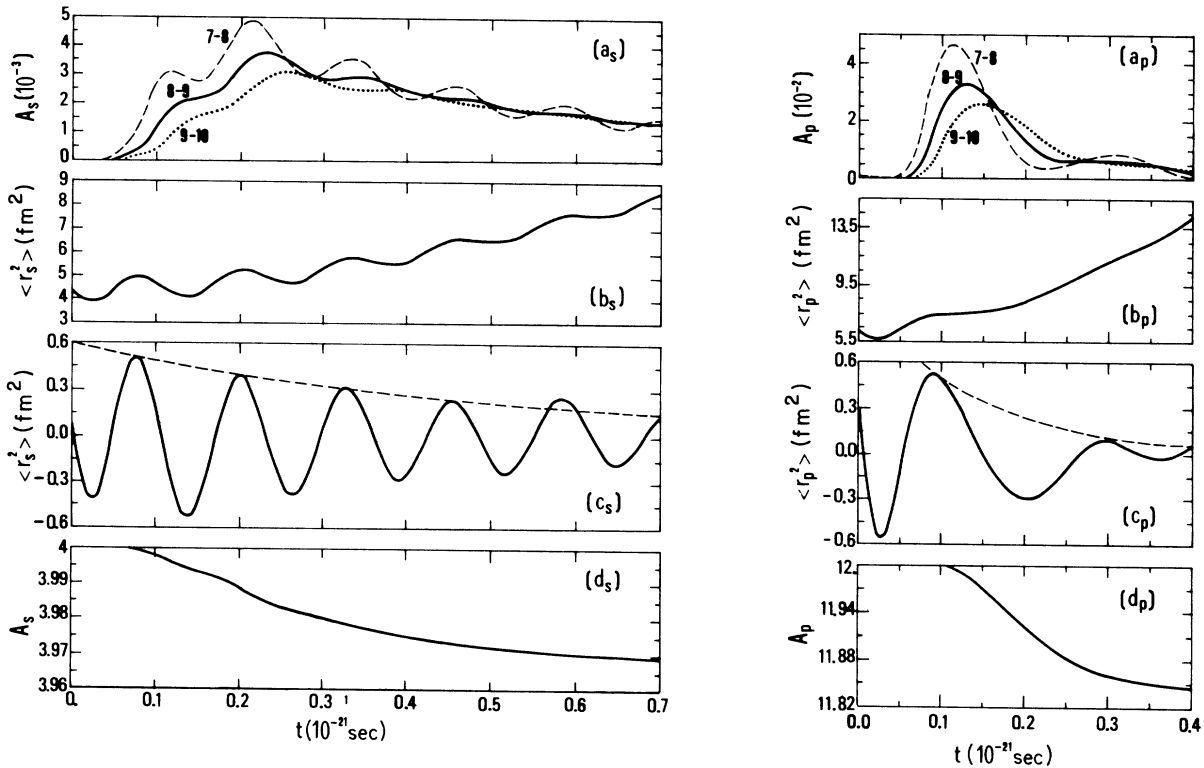 5
4
3
2
1
0
A_s (10^-3)
7-8
8-9
9-10
(a_s)
9
8
7
6
5
4
3
<r_s^2> (fm^2)
(b_s)
0.6
0.3
0.0
-0.3
-0.6
<r_s^2> (fm^2)
(c_s)
4
3.99
3.98
3.97
3.96
A_s
(d_s)
0. 0.1 0.2 0.3 0.4 0.5 0.6 0.7
t(10^-21 sec)
4
2
0
A_p (10^-2)
7-8
8-9
9-10
(a_p)
13.5
9.5
5.5
<r_p^2> (fm^2)
(b_p)
0.6
0.3
0.0
-0.3
-0.6
<r_p^2> (fm^2)
(c_p)
12.
11.94
11.88
11.82
A_p
(d_p)
0.0 0.1 0.2 0.3 0.4
t (10^-21 sec)